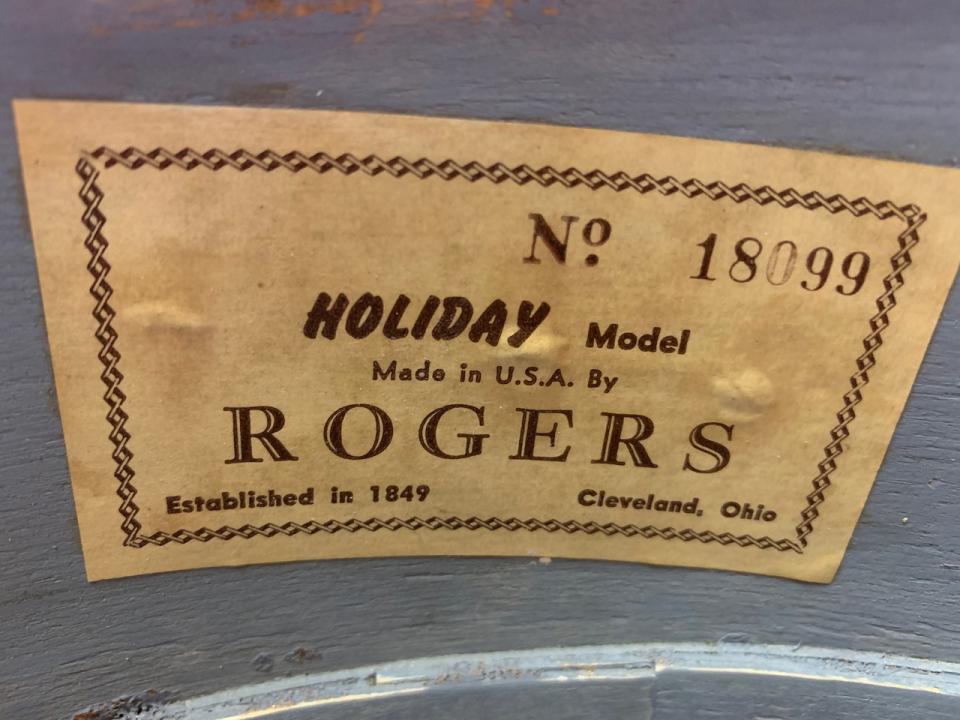 Nº 18099
HOLIDAY Model
Made in U.S.A. By
ROGERS
Established in 1849 Cleveland, Ohio